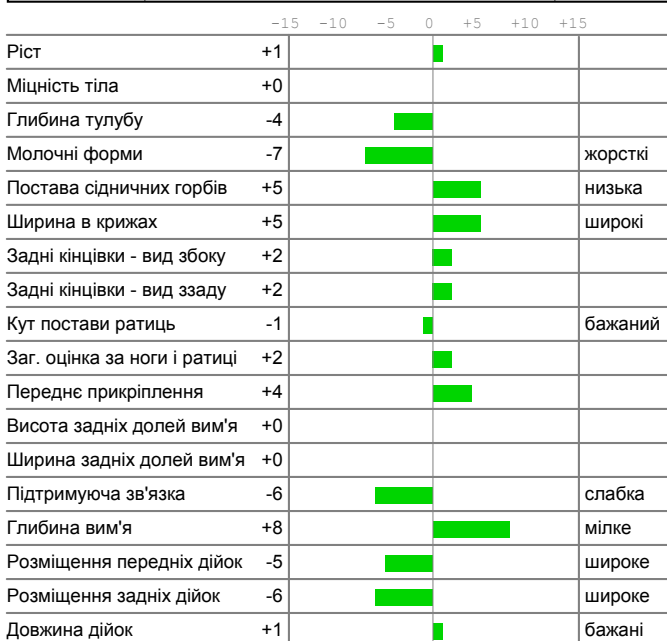 -15 -10 -5 0 +5 +10 +15
Ріст +1
Міцність тіла +0
Глибина тулубу -4
Молочні форми -7 жорсткі
Постава сідничних горбів +5 низька
Ширина в крижах +5 широкі
Задні кінцівки - вид збоку +2
Задні кінцівки - вид ззаду +2
Кут постави ратиць -1 бажаний
Заг. оцінка за ноги і ратиці +2
Переднє прикріплення +4
Висота задніх долей вим'я +0
Ширина задніх долей вим'я +0
Підтримуюча зв'язка -6 слабка
Глибина вим'я +8 мілке
Розміщення передніх дійок -5 широке
Розміщення задніх дійок -6 широке
Довжина дійок +1 бажані